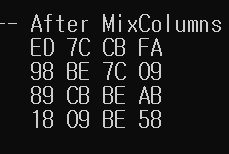 -- After MixColumns
ED 7C CB FA
98 BE 7C 09
89 CB BE AB
18 09 BE 58